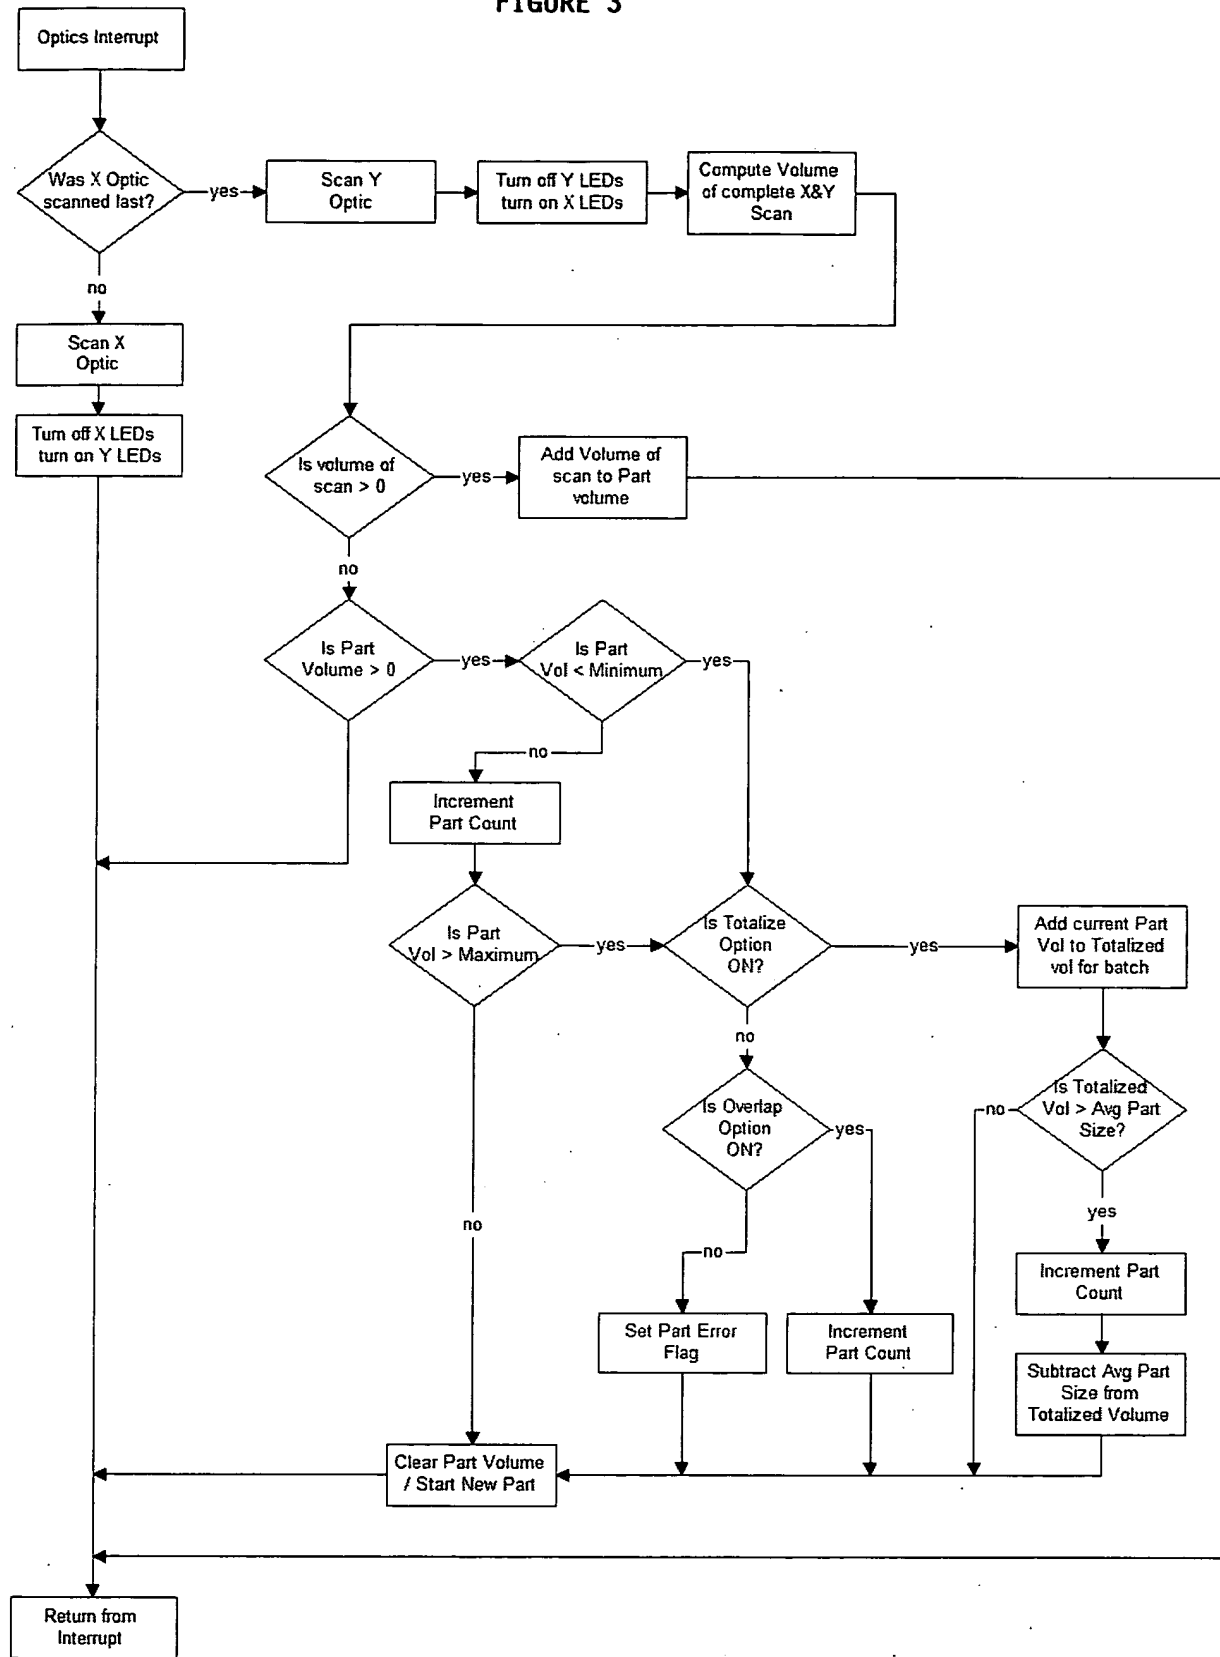 FIGURE 3
Optics Interrupt
Was X Optic
scanned last?
yes
Scan Y
Optic
Turn off Y LEDs
turn on X LEDs
Compute Volume
of complete X&Y
Scan
no
Scan X
Optic
Turn off X LEDs
turn on Y LEDs
Is volume of
scan > 0
yes
Add Volume of
scan to Part
volume
no
Is Part
Volume > 0
yes
Is Part
Vol < Minimum
yes
no
Increment
Part Count
Is Part
Vol > Maximum
yes
Is Totalize
Option
ON?
yes
Add current Part
Vol to Totalized
vol for batch
no
Is Overlap
Option
ON?
yes
no
Is Totalized
Vol > Avg Part
Size?
no
yes
no
Increment Part
Count
Set Part Error
Flag
Increment
Part Count
Subtract Avg Part
Size from
Totalized Volume
Clear Part Volume
/ Start New Part
Return from
Interrupt